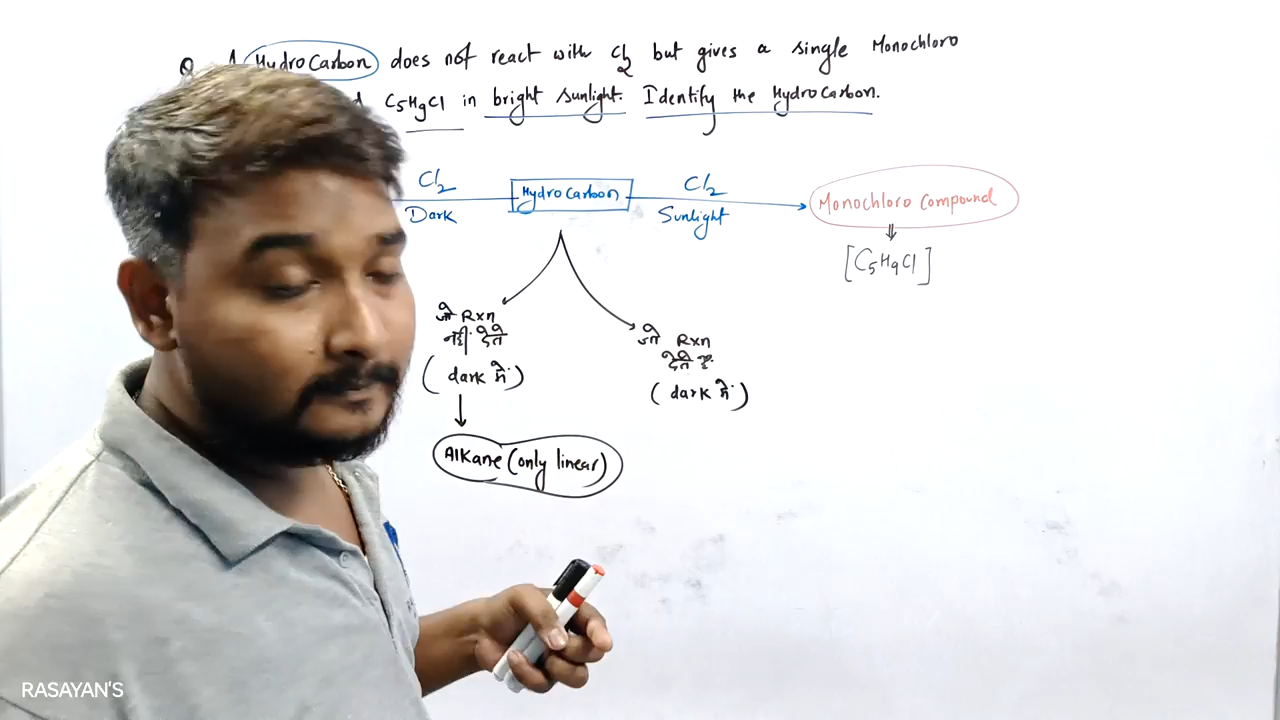 Q A HydroCarbon does not react with Cl2 but gives a single Monochloro
C5H9Cl in bright sunlight. Identify the HydroCarbon.
Cl2 HydroCarbon Cl2 Monochloro Compound
Dark Sunlight
[C5H9Cl]
जो Rxn
नहीं देते
(dark में)
जो Rxn
देते हैं
(dark में)
Alkane (only linear)
RASAYAN'S